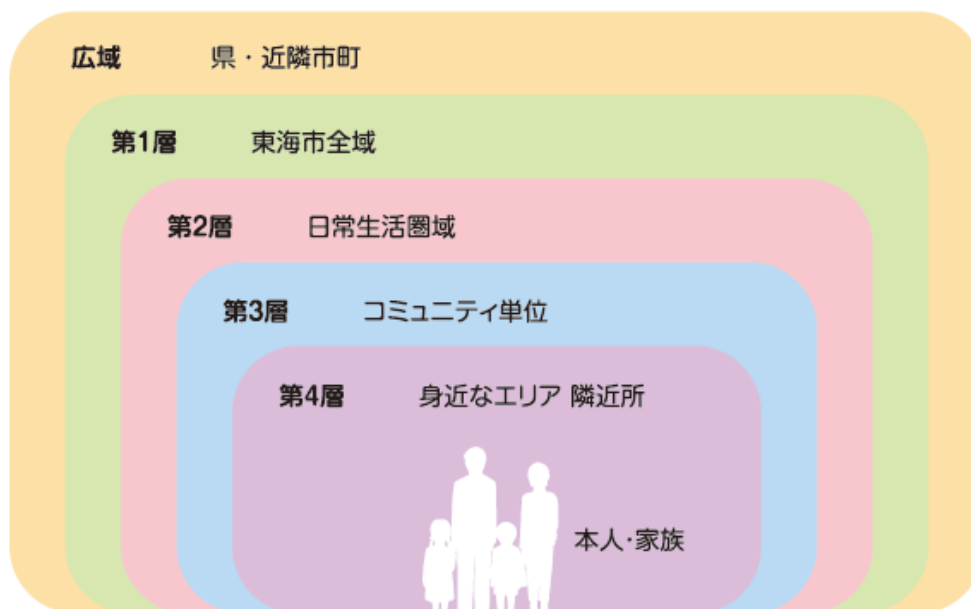 広域 県・近隣市町
第1層 東海市全域
第2層 日常生活圏域
第3層 コミュニティ単位
第4層 身近なエリア 隣近所
本人・家族